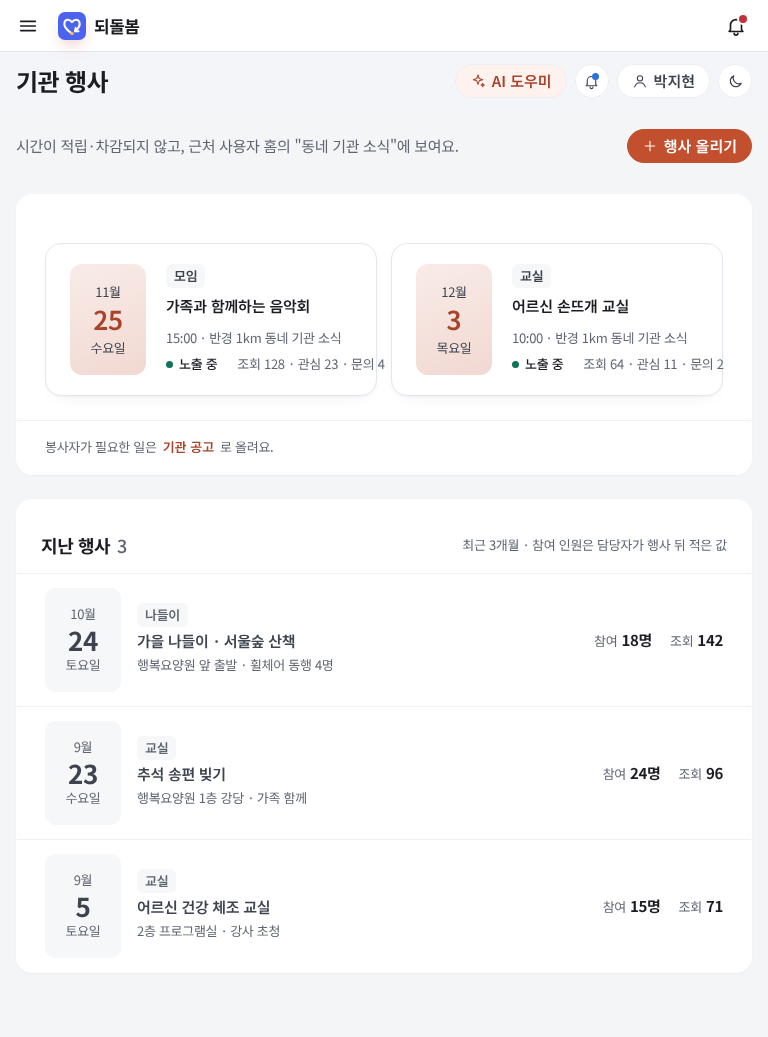 되돌봄
기관 행사
AI 도우미
박지현
시간이 적립·차감되지 않고, 근처 사용자 홈의 "동네 기관 소식"에 보여요.
+ 행사 올리기
11월
25
수요일
모임
가족과 함께하는 음악회
15:00 · 반경 1km 동네 기관 소식
노출 중 조회 128 · 관심 23 · 문의 4
12월
3
목요일
교실
어르신 손뜨개 교실
10:00 · 반경 1km 동네 기관 소식
노출 중 조회 64 · 관심 11 · 문의 2
봉사자가 필요한 일은 기관 공고 로 올려요.
지난 행사 3
최근 3개월 · 참여 인원은 담당자가 행사 뒤 적은 값
10월
24
토요일
나들이
가을 나들이 · 서울숲 산책
행복요양원 앞 출발 · 휠체어 동행 4명
참여 18명 조회 142
9월
23
수요일
교실
추석 송편 빚기
행복요양원 1층 강당 · 가족 함께
참여 24명 조회 96
9월
5
토요일
교실
어르신 건강 체조 교실
2층 프로그램실 · 강사 초청
참여 15명 조회 71